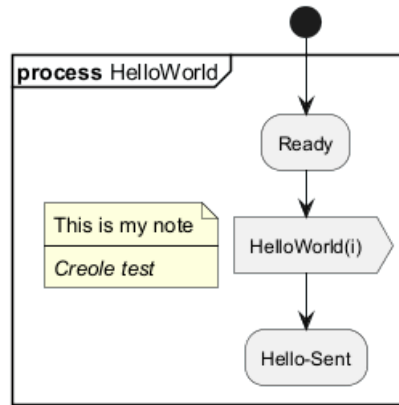 process HelloWorld
Ready
This is my note
HelloWorld(i)
Creole test
Hello-Sent